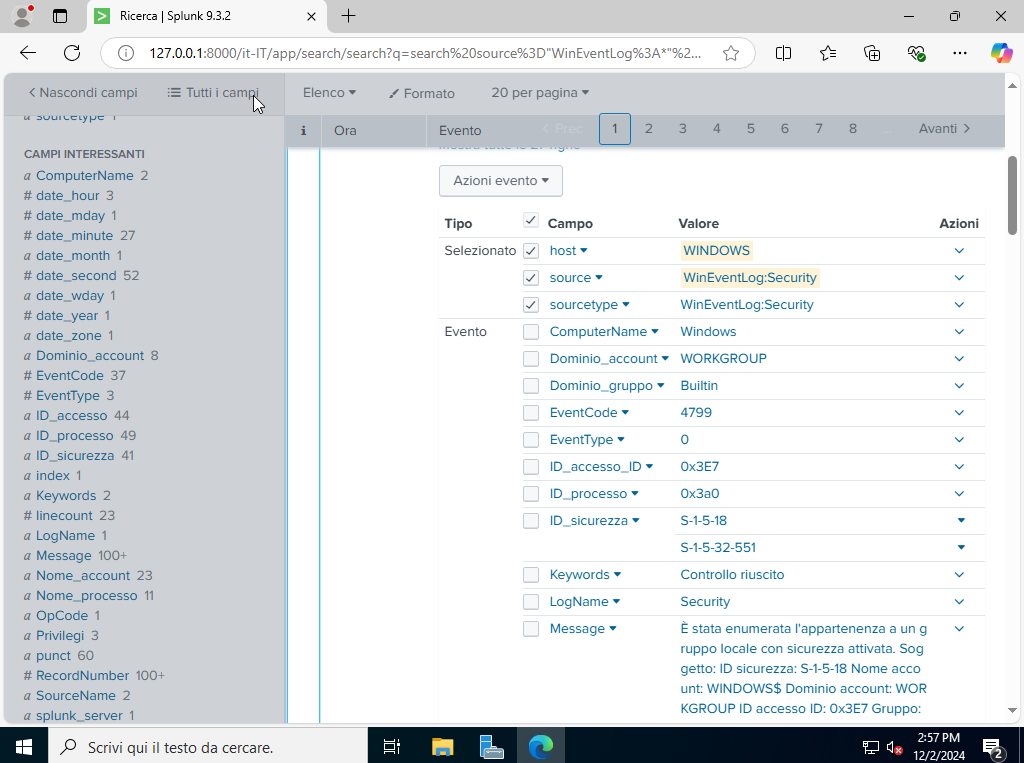 Ricerca | Splunk 9.3.2
127.0.0.1:8000/it-IT/app/search/search?q=search%20source%3D"WinEventLog%3A*"%2...
Nascondi campi
Tutti i campi
Elenco
Formato
20 per pagina
i
Ora
Evento
Prec
1
2
3
4
5
6
7
8
...
Avanti
a sourcetype 1
CAMPI INTERESSANTI
a ComputerName 2
# date_hour 3
# date_mday 1
# date_minute 27
a date_month 1
# date_second 52
a date_wday 1
# date_year 1
a date_zone 1
a Dominio_account 8
# EventCode 37
# EventType 3
a ID_accesso 44
a ID_processo 49
a ID_sicurezza 41
a index 1
a Keywords 2
# linecount 23
a LogName 1
a Message 100+
a Nome_account 23
a Nome_processo 11
a OpCode 1
a Privilegi 3
a punct 60
# RecordNumber 100+
a SourceName 2
a splunk_server 1
Azioni evento
Tipo Campo Valore Azioni
Selezionato host WINDOWS
source WinEventLog:Security
sourcetype WinEventLog:Security
Evento ComputerName Windows
Dominio_account WORKGROUP
Dominio_gruppo Builtin
EventCode 4799
EventType 0
ID_accesso_ID 0x3E7
ID_processo 0x3a0
ID_sicurezza S-1-5-18
S-1-5-32-551
Keywords Controllo riuscito
LogName Security
Message È stata enumerata l'appartenenza a un g
ruppo locale con sicurezza attivata. Sog
getto: ID sicurezza: S-1-5-18 Nome acco
unt: WINDOWS$ Dominio account: WOR
KGROUP ID accesso ID: 0x3E7 Gruppo:
Scrivi qui il testo da cercare.
2:57 PM
12/2/2024
2